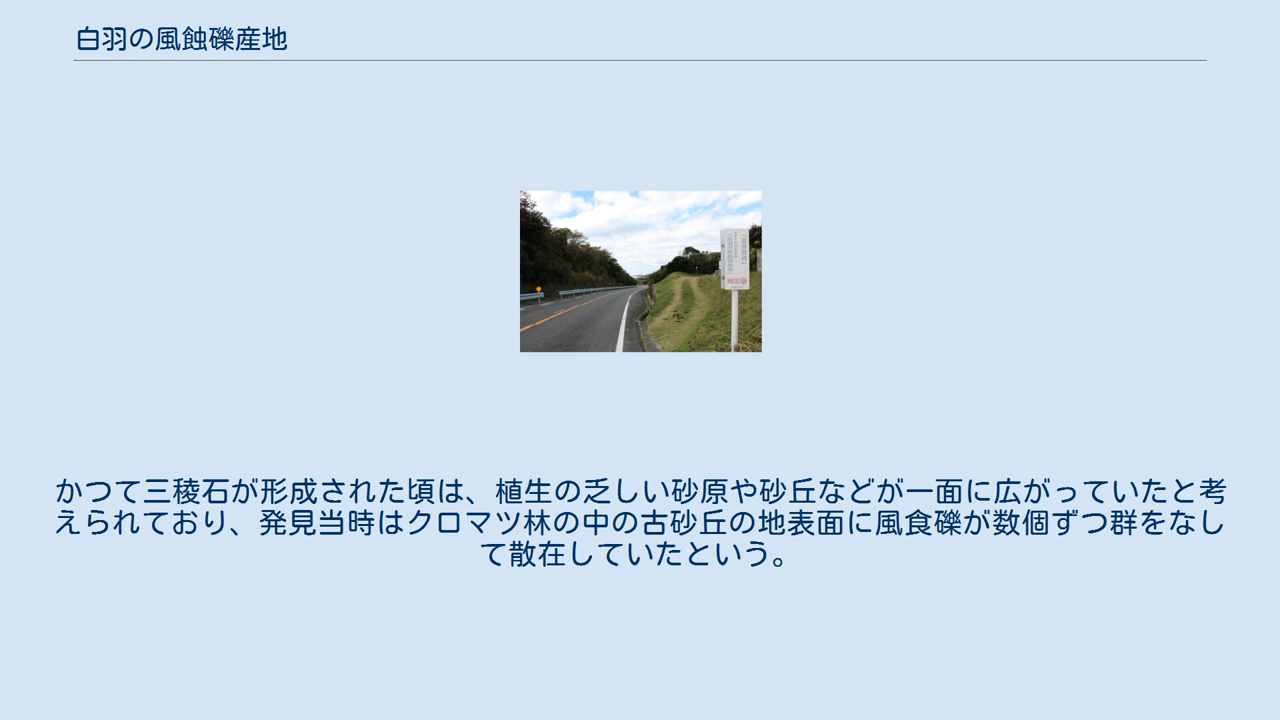 白羽の風蝕礫産地
かつて三稜石が形成された頃は、植生の乏しい砂原や砂丘などが一面に広がっていたと考
えられており、発見当時はクロマツ林の中の古砂丘の地表面に風食礫が数個ずつ群をなし
て散在していたという。